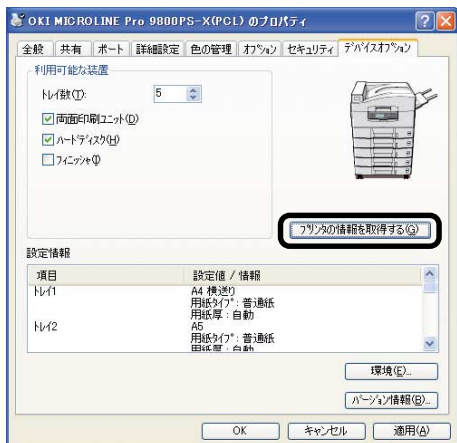 OKI MICROLINE Pro 9800PS-X(PCL) のプロパティ
全般 共有 ポート 詳細設定 色の管理 オプション セキュリティ デバイスオプション
利用可能な装置
トレイ数(T): 5
両面印刷ユニット(D)
ハードディスク(H)
フィニッシャ(I)
プリンタの情報を取得する(G)
設定情報
項目 設定値 / 情報
トレイ1 A4 横送り
用紙タイプ : 普通紙
用紙厚 : 自動
トレイ2 A5
用紙タイプ : 普通紙
用紙厚 : 自動
環境(E)...
バージョン情報(B)...
OK キャンセル 適用(A)